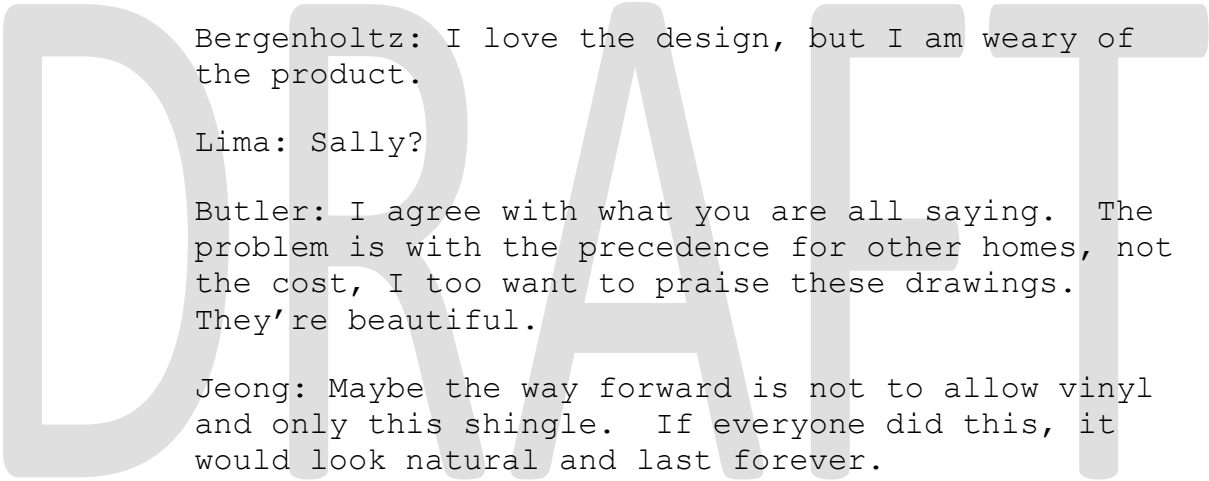 Bergenholtz: I love the design, but I am weary of
the product.
Lima: Sally?
Butler: I agree with what you are all saying.  The
problem is with the precedence for other homes, not
the cost, I too want to praise these drawings.
They're beautiful.
Jeong: Maybe the way forward is not to allow vinyl
and only this shingle.  If everyone did this, it
would look natural and last forever.
DRAFT